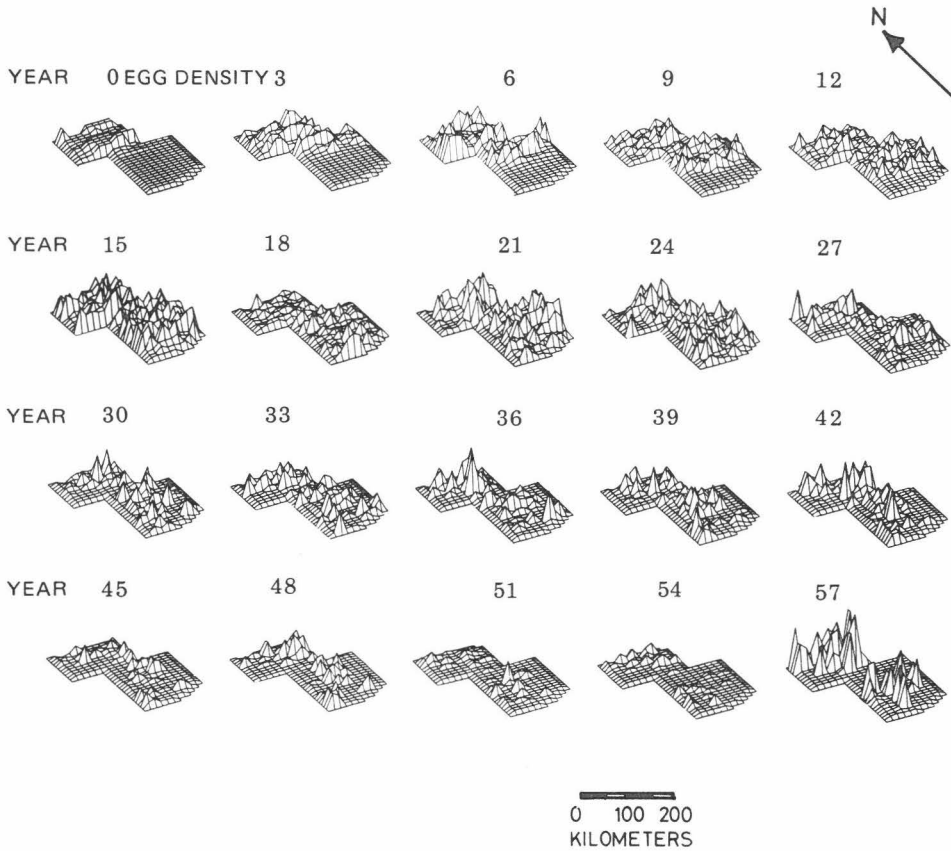 N
YEAR 0 EGG DENSITY 3 6 9 12
YEAR 15 18 21 24 27
YEAR 30 33 36 39 42
YEAR 45 48 51 54 57
0 100 200
KILOMETERS